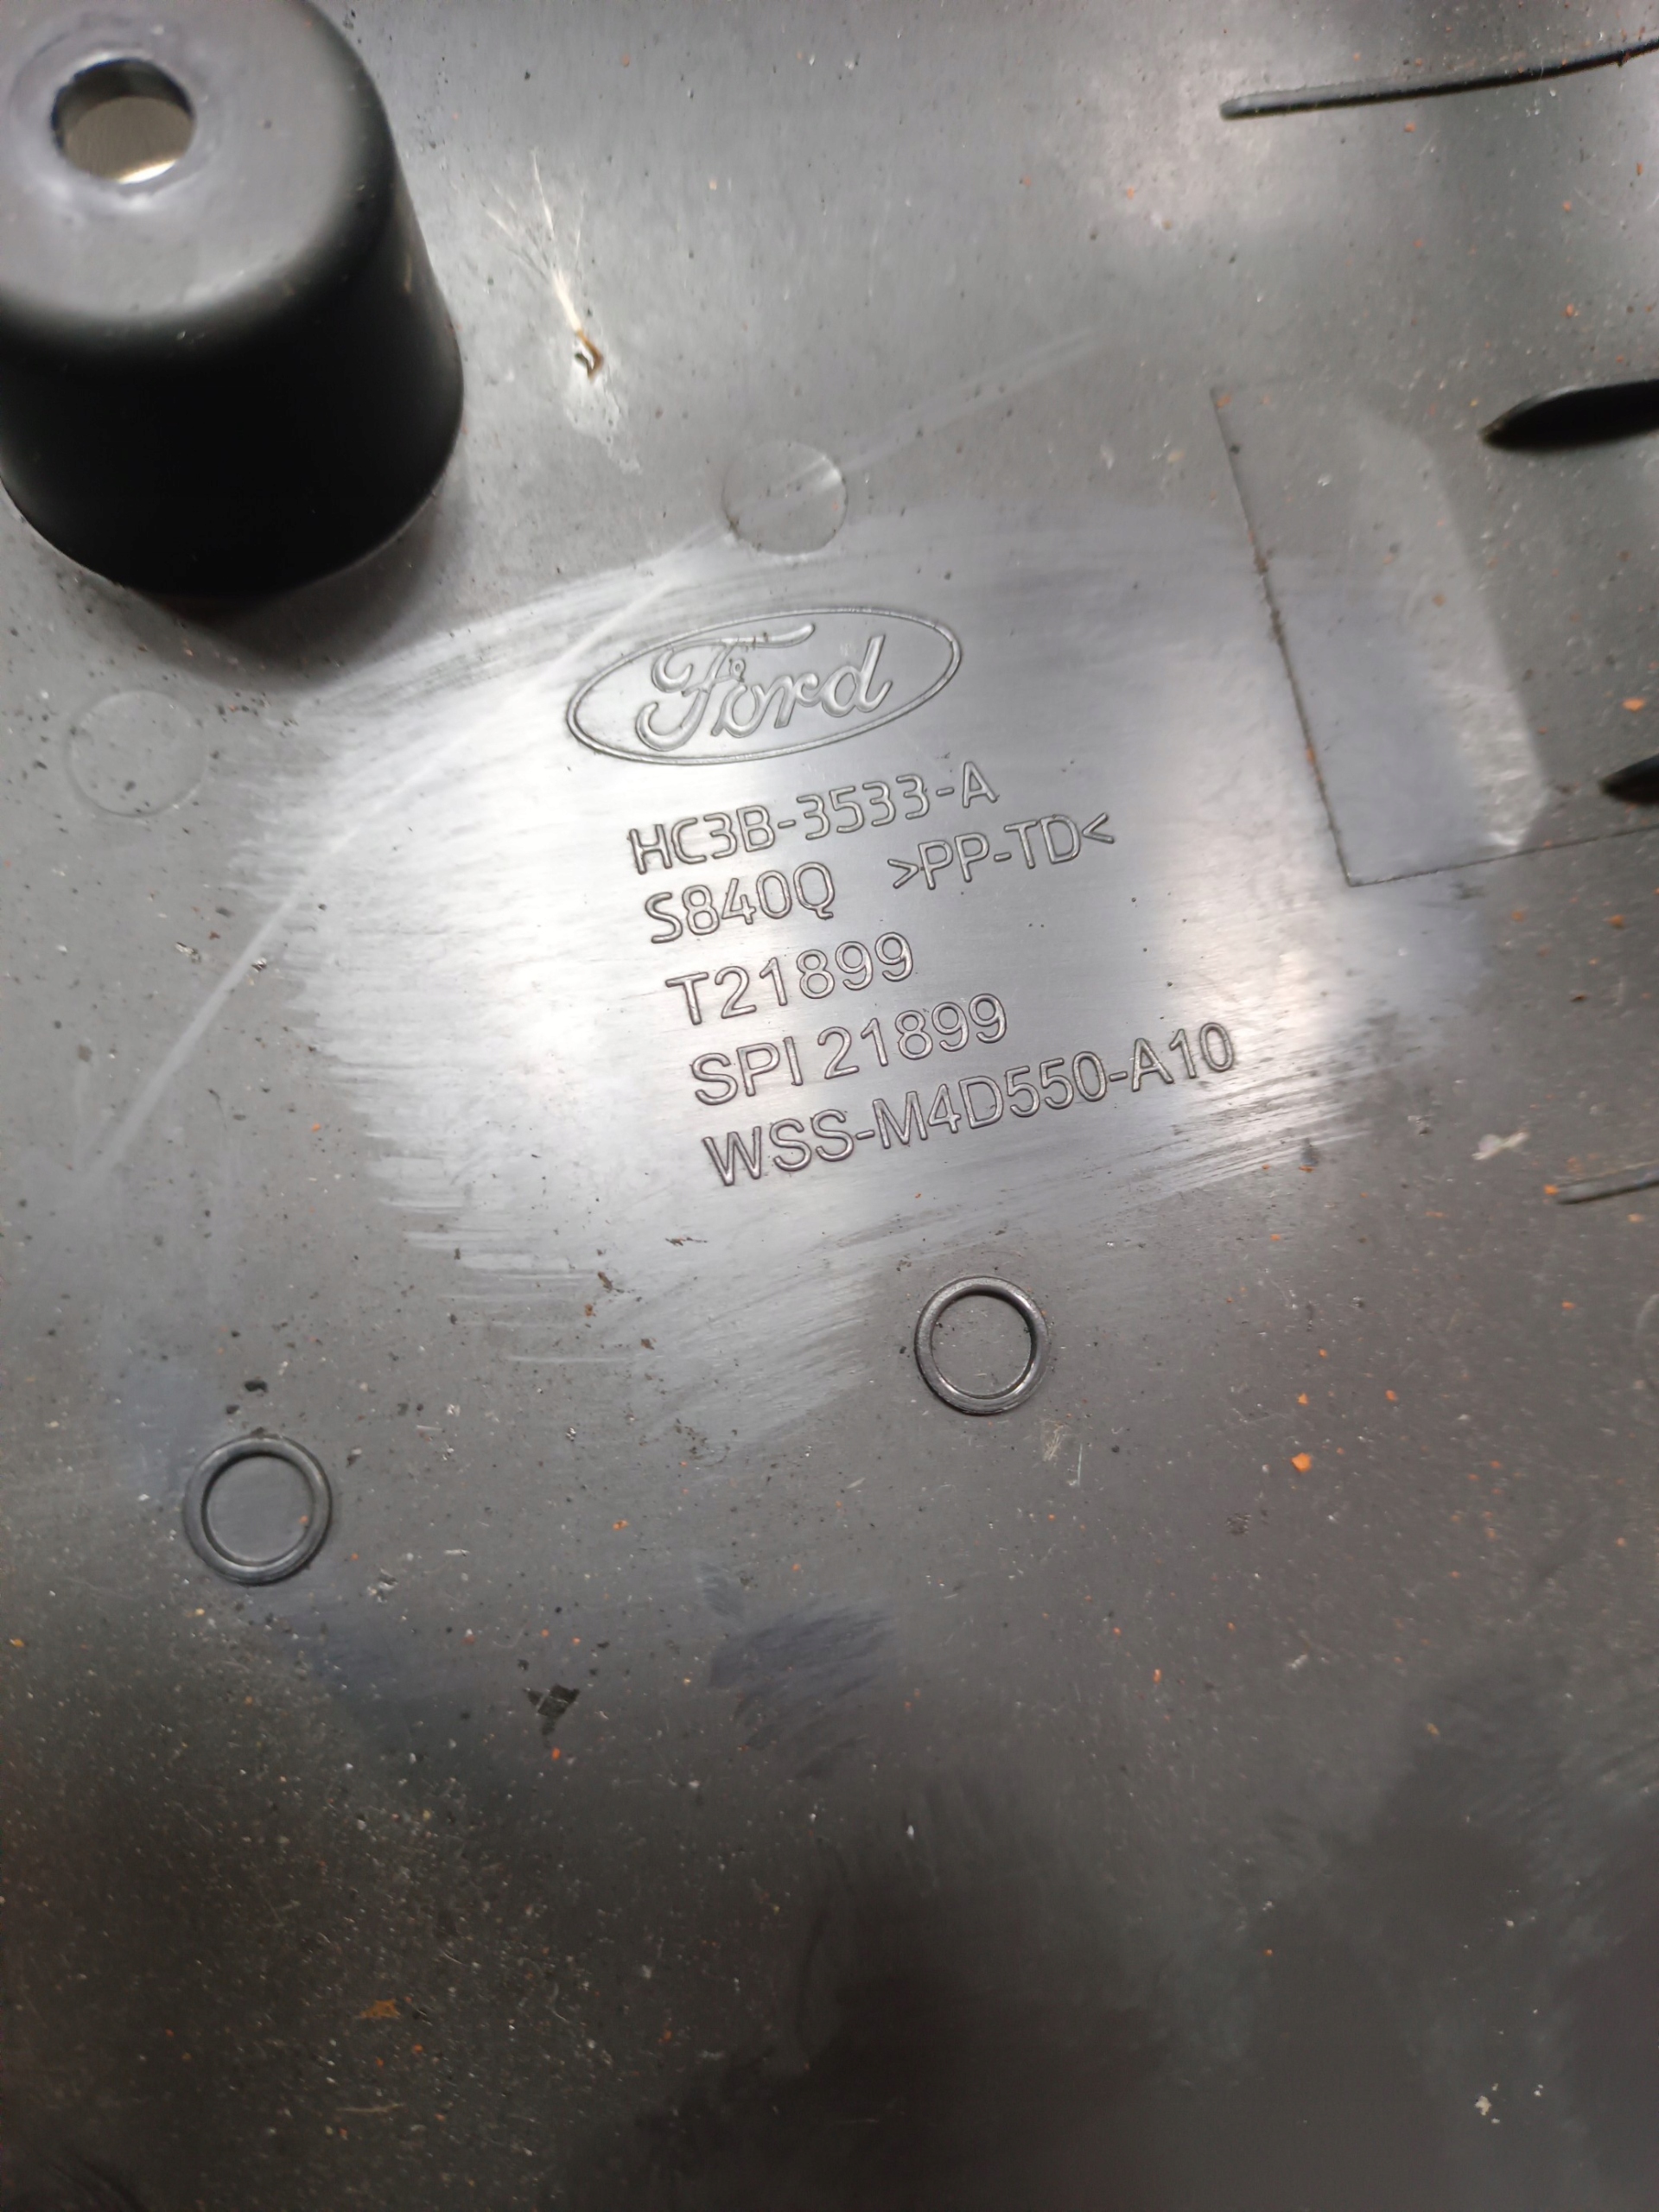 Ford
HC3B-3533-A
S840Q >PP-TD<
T21899
SPI 21899
WSS-M4D550-A10